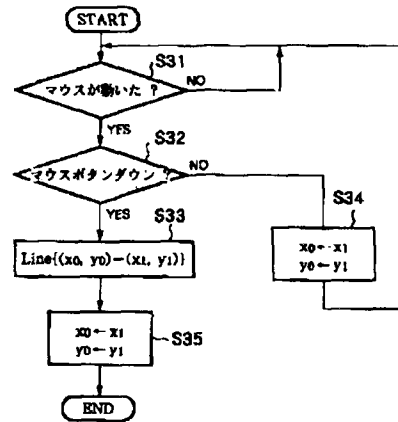 START
S31
マウスが動いた ?
NO
YES
S32
マウスボタンダウン ?
NO
YES
S33
S34
Line{(x0, y0)-(x1, y1)}
x0←x1
y0←y1
x0←x1
y0←y1
S35
END